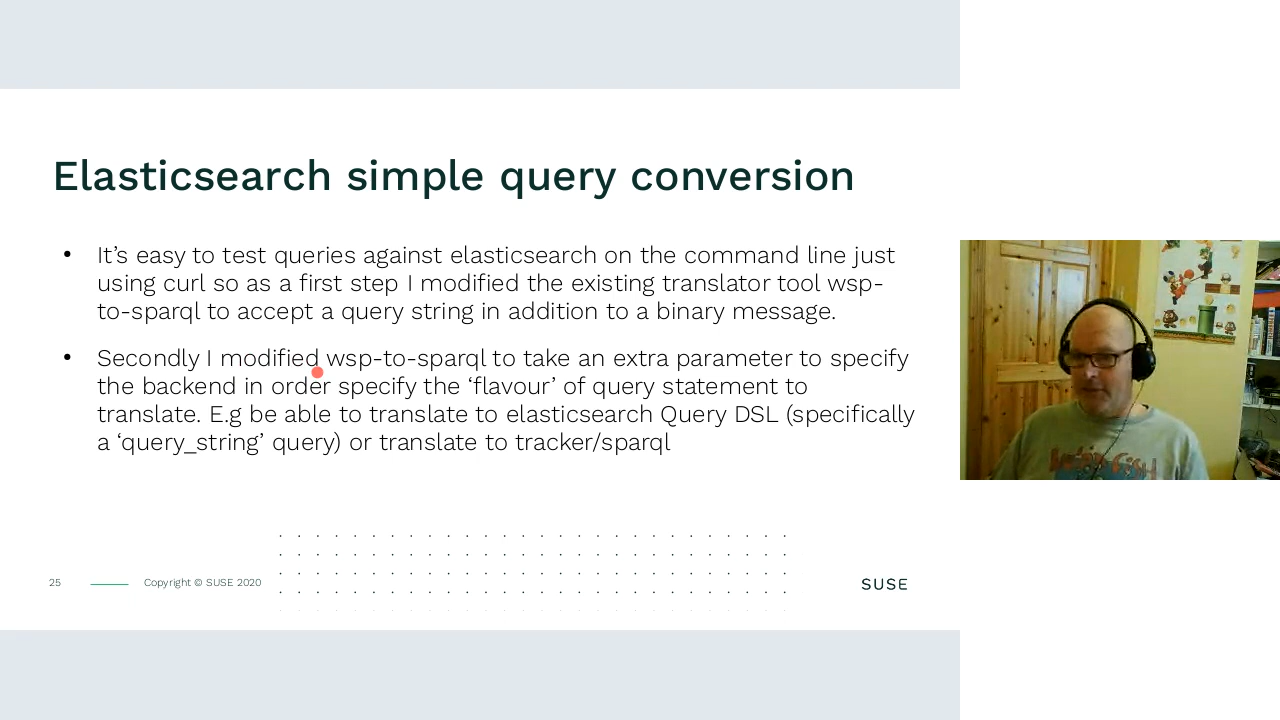 Elasticsearch simple query conversion
• It’s easy to test queries against elasticsearch on the command line just
using curl so as a first step I modified the existing translator tool wsp-
to-sparql to accept a query string in addition to a binary message.
• Secondly I modified wsp-to-sparql to take an extra parameter to specify
the backend in order specify the ‘flavour’ of query statement to
translate. E.g be able to translate to elasticsearch Query DSL (specifically
a ‘query_string’ query) or translate to tracker/sparql
25
Copyright © SUSE 2020
SUSE